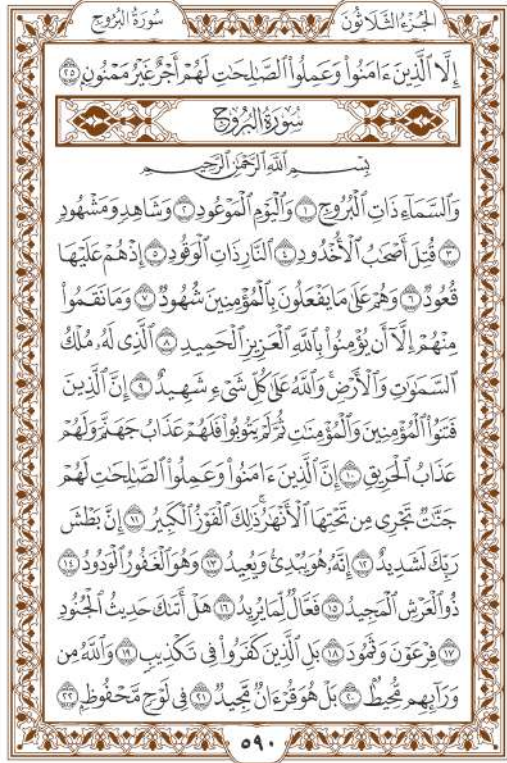 سُورَةُ البُرُوجِ الجُزْءُ الثَّلَاثُونَ
إِلَّا ٱلَّذِينَ ءَامَنُوا۟ وَعَمِلُوا۟ ٱلصَّـٰلِحَـٰتِ لَهُمْ أَجْرٌ غَيْرُ مَمْنُونٍۭ ٢٥
سُورَةُ البُرُوجِ
بِسْمِ ٱللَّهِ ٱلرَّحْمَـٰنِ ٱلرَّحِيمِ
وَٱلسَّمَآءِ ذَاتِ ٱلْبُرُوجِ ١ وَٱلْيَوْمِ ٱلْمَوْعُودِ ٢ وَشَاهِدٍ وَمَشْهُودٍ
٣ قُتِلَ أَصْحَـٰبُ ٱلْأُخْدُودِ ٤ ٱلنَّارِ ذَاتِ ٱلْوَقُودِ ٥ إِذْ هُمْ عَلَيْهَا
قُعُودٌ ٦ وَهُمْ عَلَىٰ مَا يَفْعَلُونَ بِٱلْمُؤْمِنِينَ شُهُودٌ ٧ وَمَا نَقَمُوا۟
مِنْهُمْ إِلَّآ أَن يُؤْمِنُوا۟ بِٱللَّهِ ٱلْعَزِيزِ ٱلْحَمِيدِ ٨ ٱلَّذِى لَهُۥ مُلْكُ
ٱلسَّمَـٰوَٰتِ وَٱلْأَرْضِ ۚ وَٱللَّهُ عَلَىٰ كُلِّ شَىْءٍ شَهِيدٌ ٩ إِنَّ ٱلَّذِينَ
فَتَنُوا۟ ٱلْمُؤْمِنِينَ وَٱلْمُؤْمِنَـٰتِ ثُمَّ لَمْ يَتُوبُوا۟ فَلَهُمْ عَذَابُ جَهَنَّمَ وَلَهُمْ
عَذَابُ ٱلْحَرِيقِ ١٠ إِنَّ ٱلَّذِينَ ءَامَنُوا۟ وَعَمِلُوا۟ ٱلصَّـٰلِحَـٰتِ لَهُمْ
جَنَّـٰتٌ تَجْرِى مِن تَحْتِهَا ٱلْأَنْهَـٰرُ ۚ ذَٰلِكَ ٱلْفَوْزُ ٱلْكَبِيرُ ١١ إِنَّ بَطْشَ
رَبِّكَ لَشَدِيدٌ ١٢ إِنَّهُۥ هُوَ يُبْدِئُ وَيُعِيدُ ١٣ وَهُوَ ٱلْغَفُورُ ٱلْوَدُودُ ١٤
ذُو ٱلْعَرْشِ ٱلْمَجِيدُ ١٥ فَعَّالٌ لِّمَا يُرِيدُ ١٦ هَلْ أَتَىٰكَ حَدِيثُ ٱلْجُنُودِ
١٧ فِرْعَوْنَ وَثَمُودَ ١٨ بَلِ ٱلَّذِينَ كَفَرُوا۟ فِى تَكْذِيبٍ ١٩ وَٱللَّهُ مِن
وَرَآئِهِم مُّحِيطٌۢ ٢٠ بَلْ هُوَ قُرْءَانٌ مَّجِيدٌ ٢١ فِى لَوْحٍ مَّحْفُوظٍۭ ٢٢
٥٩٠